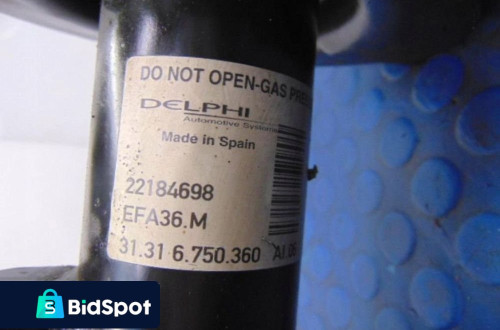 DO NOT OPEN-GAS
DELPHI
Automotive Systems
Made in Spain
22184698
EFA36.M
31.31 6.750.360
BidSpot